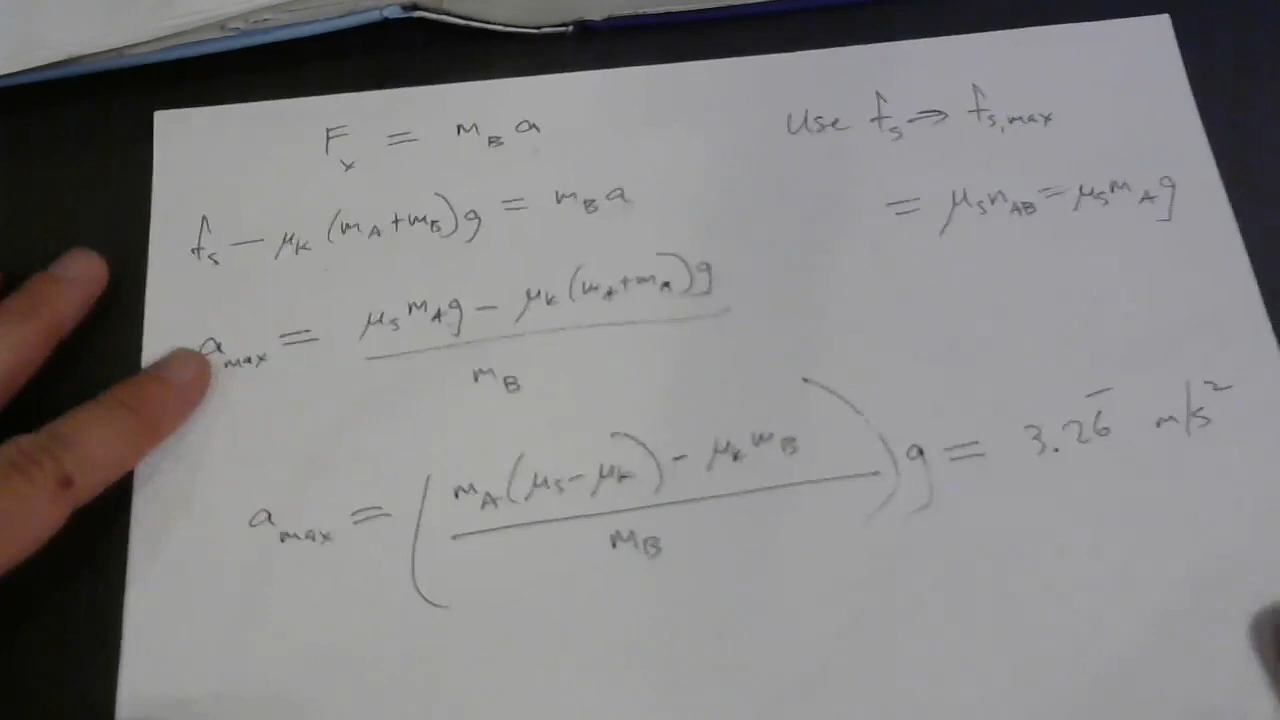 F_x = m_B a
Use f_s ⇒ f_s,max
f_s − μ_k (m_A+m_B)g = m_B a
= μ_s n_AB = μ_s m_A g
a_max = (μ_s m_A g − μ_k (m_A+m_A)g) / m_B
a_max = ((m_A(μ_s−μ_k) − μ_k m_B) / m_B) g = 3.26̅ m/s²